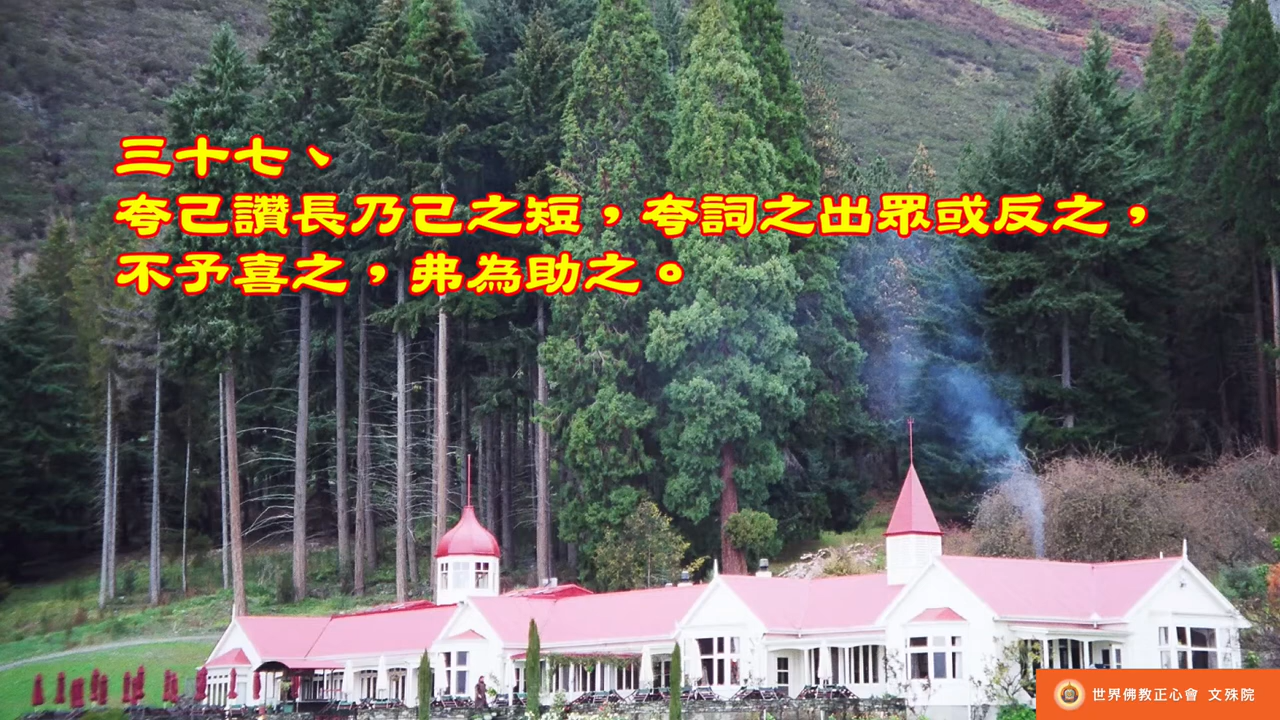 三十七、
夸己讚長乃己之短，夸詞之出眾或反之，
不予喜之，弗為助之。
世界佛教正心會 文殊院